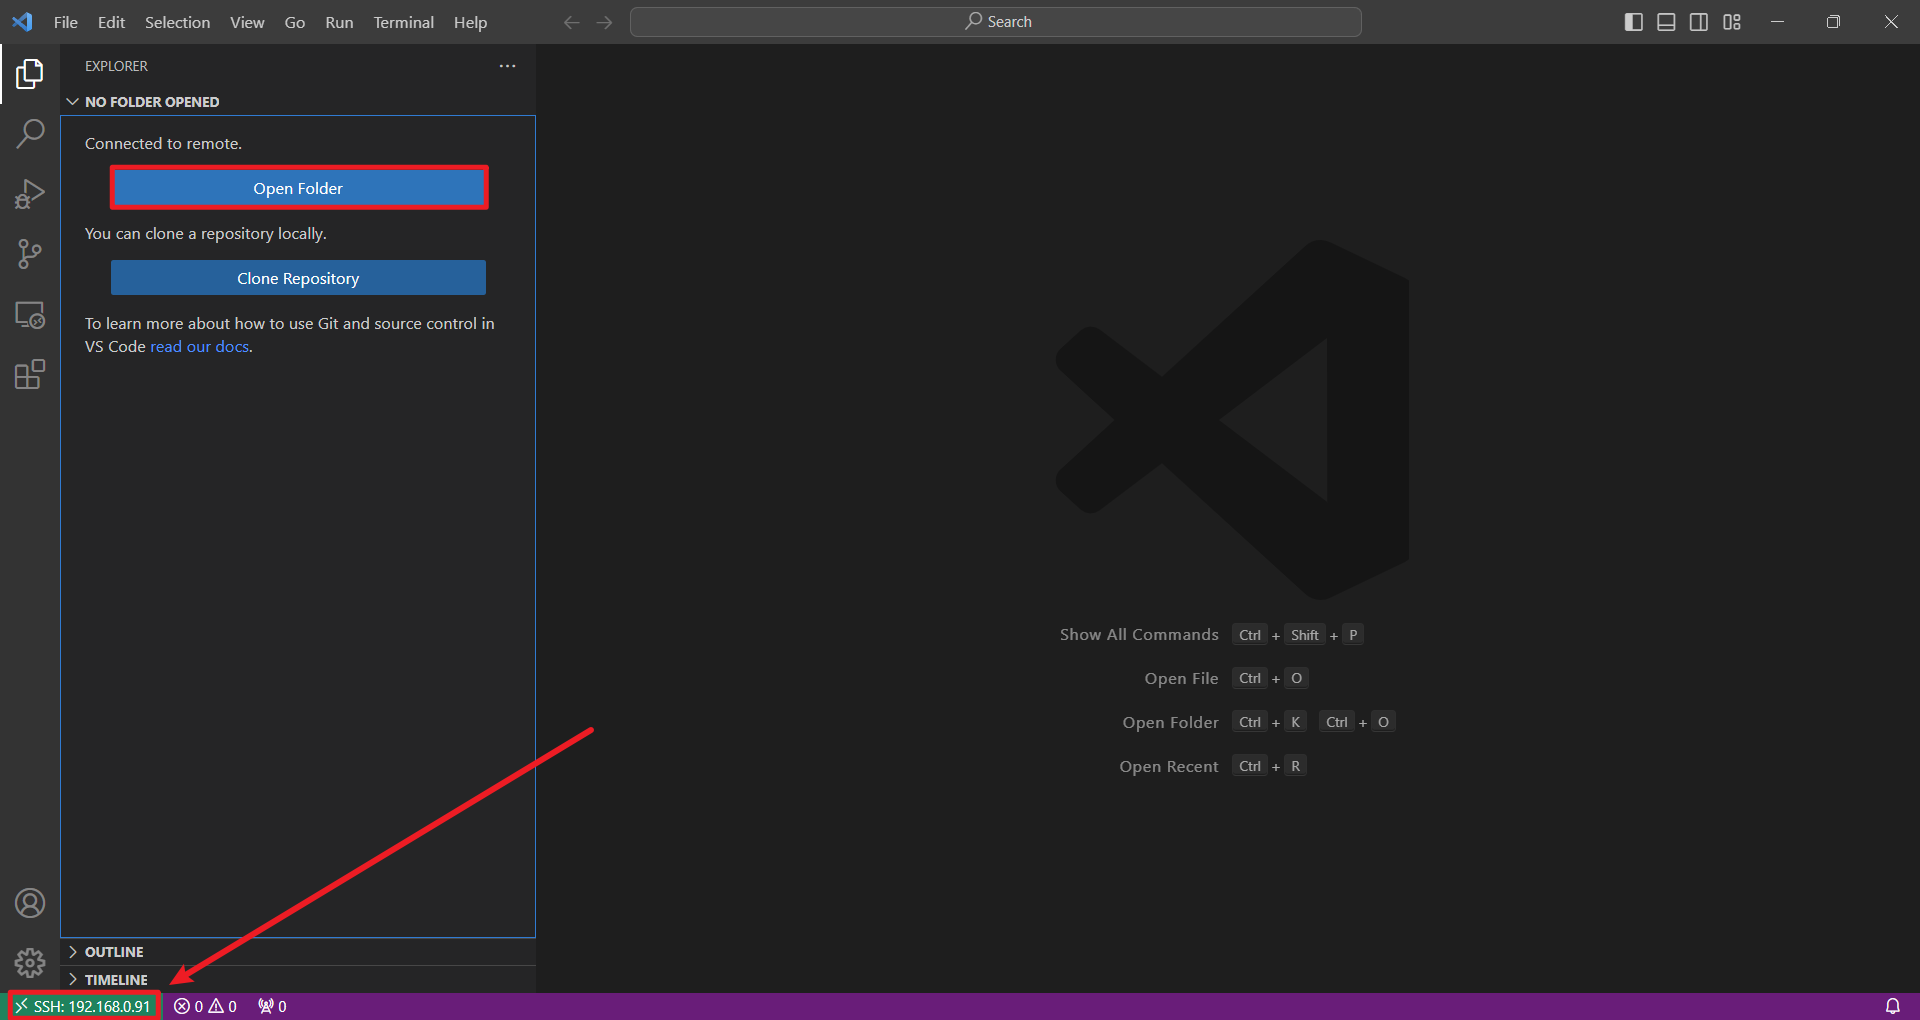 File Edit Selection View Go Run Terminal Help
Search
EXPLORER
NO FOLDER OPENED
Connected to remote.
Open Folder
You can clone a repository locally.
Clone Repository
To learn more about how to use Git and source control in
VS Code read our docs.
Show All Commands Ctrl + Shift + P
Open File Ctrl + O
Open Folder Ctrl + K Ctrl + O
Open Recent Ctrl + R
OUTLINE
TIMELINE
SSH: 192.168.0.91 0 0 0